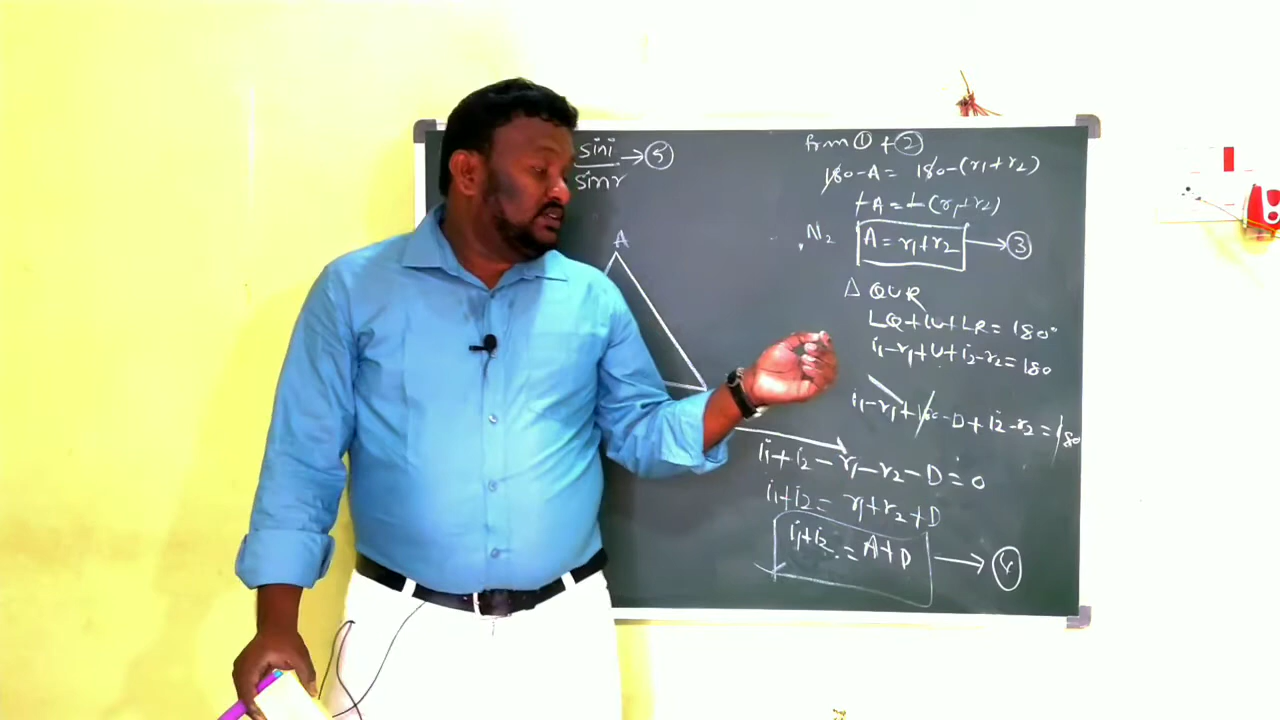 sini/sinr → ⑤
A
N₂
from ① + ②
180-A = 180-(r₁+r₂)
+A = +(r₁+r₂)
A = r₁+r₂ → ③
Δ QUR
∠Q+∠U+∠R = 180°
i₁-r₁+U+i₂-r₂ = 180
i₁-r₁+180-D+i2-r₂ = 180
i₁+i₂-r₁-r₂-D = 0
i₁+i₂ = r₁+r₂+D
i₁+i₂ = A+D → ④